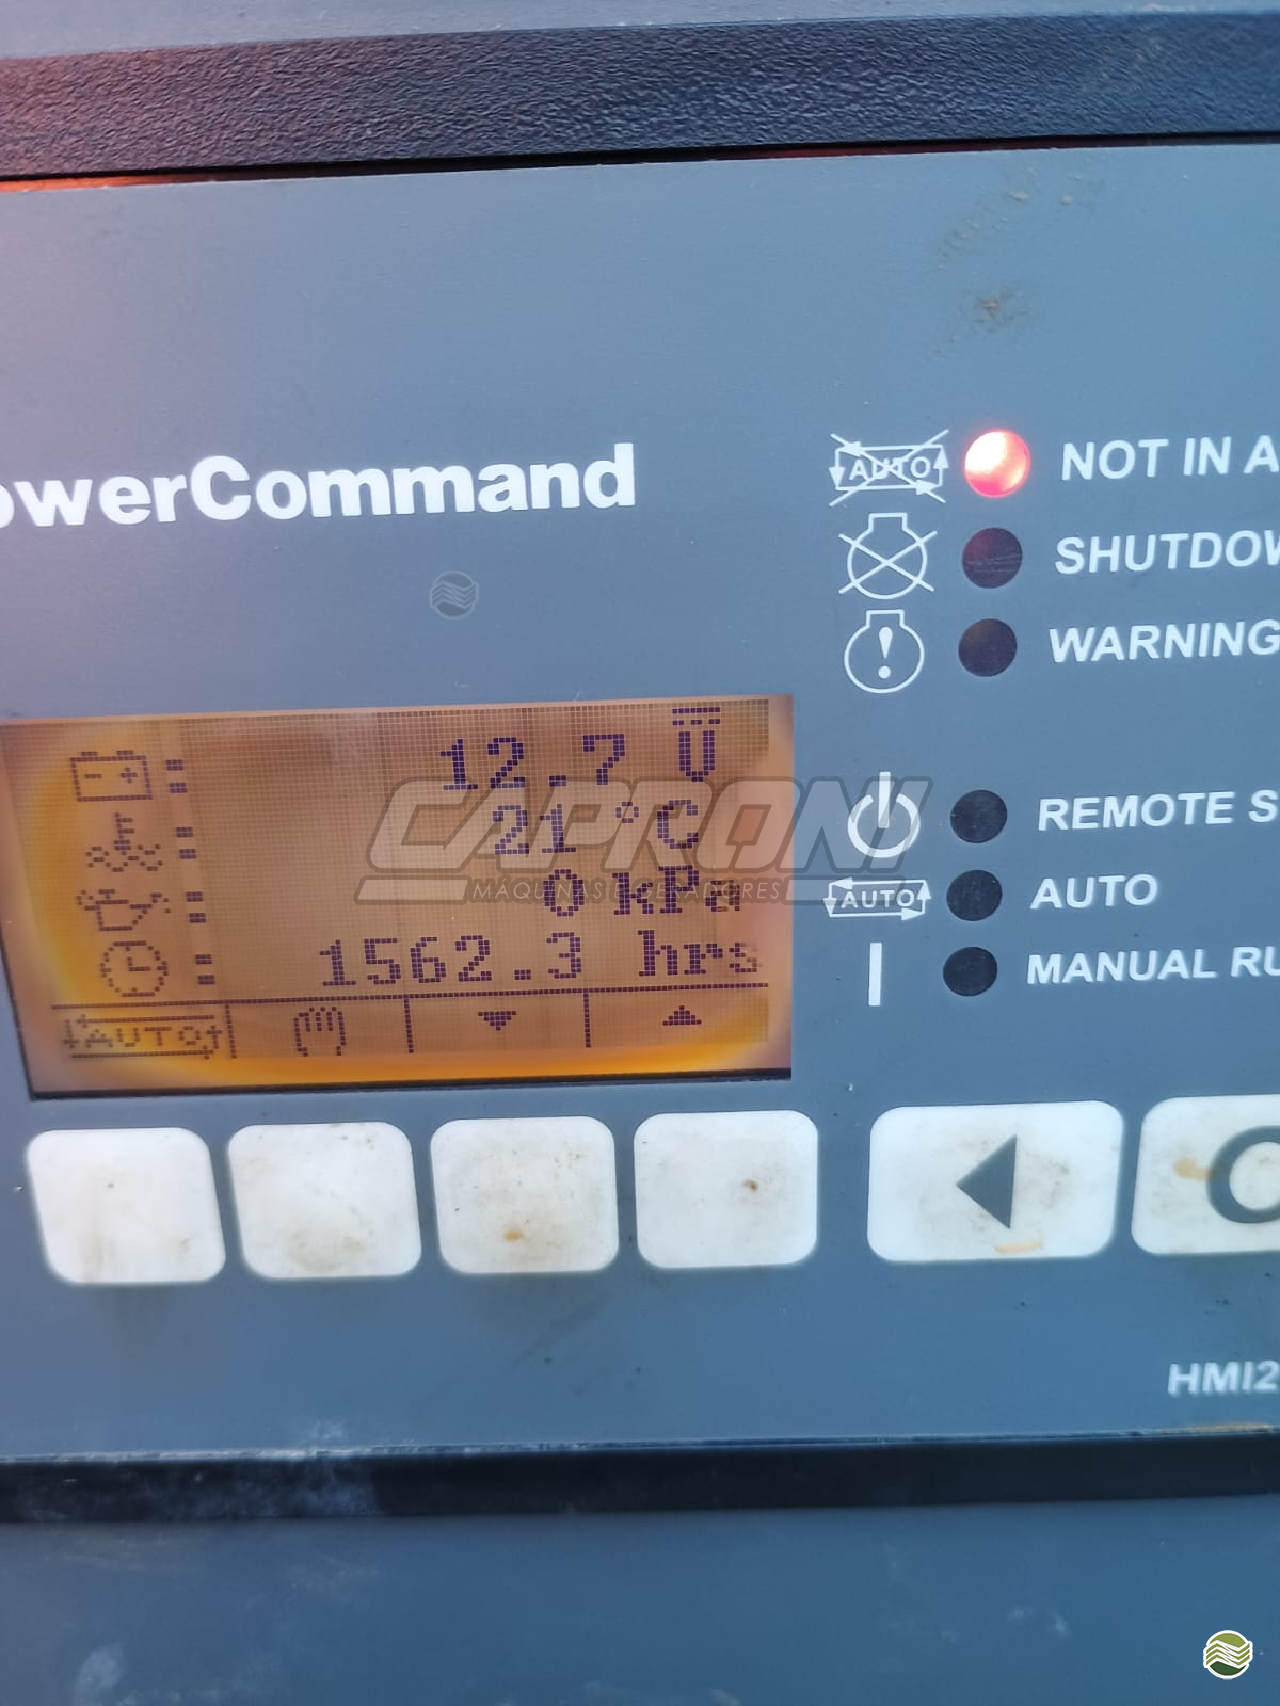 owerCommand
AUTO
NOT IN A
SHUTDOW
WARNING
12.7 V
21 °C
0 kPa
1562.3 hrs
AUTO
CAPRONI
MÁQUINAS E GERADORES
REMOTE S
AUTO
AUTO
MANUAL RU
HMI2